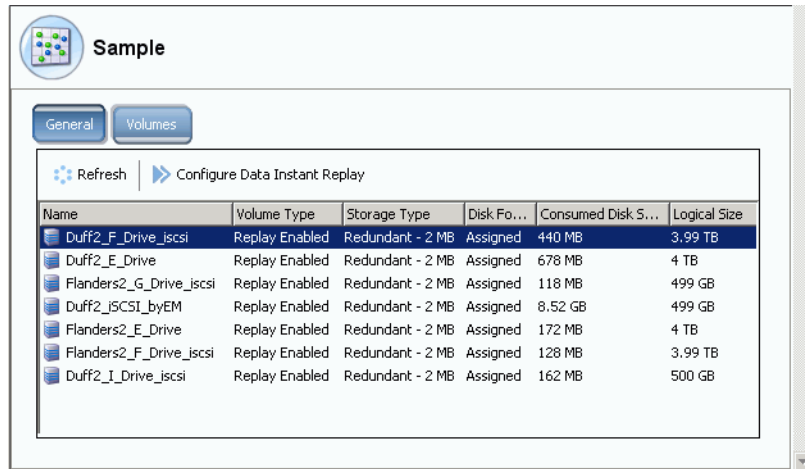 Sample
General Volumes
Refresh Configure Data Instant Replay
Name Volume Type Storage Type Disk Fo... Consumed Disk S... Logical Size
Duff2_F_Drive_iscsi Replay Enabled Redundant - 2 MB Assigned 440 MB 3.99 TB
Duff2_E_Drive Replay Enabled Redundant - 2 MB Assigned 678 MB 4 TB
Flanders2_G_Drive_iscsi Replay Enabled Redundant - 2 MB Assigned 118 MB 499 GB
Duff2_iSCSI_byEM Replay Enabled Redundant - 2 MB Assigned 8.52 GB 499 GB
Flanders2_E_Drive Replay Enabled Redundant - 2 MB Assigned 172 MB 4 TB
Flanders2_F_Drive_iscsi Replay Enabled Redundant - 2 MB Assigned 128 MB 3.99 TB
Duff2_I_Drive_iscsi Replay Enabled Redundant - 2 MB Assigned 162 MB 500 GB